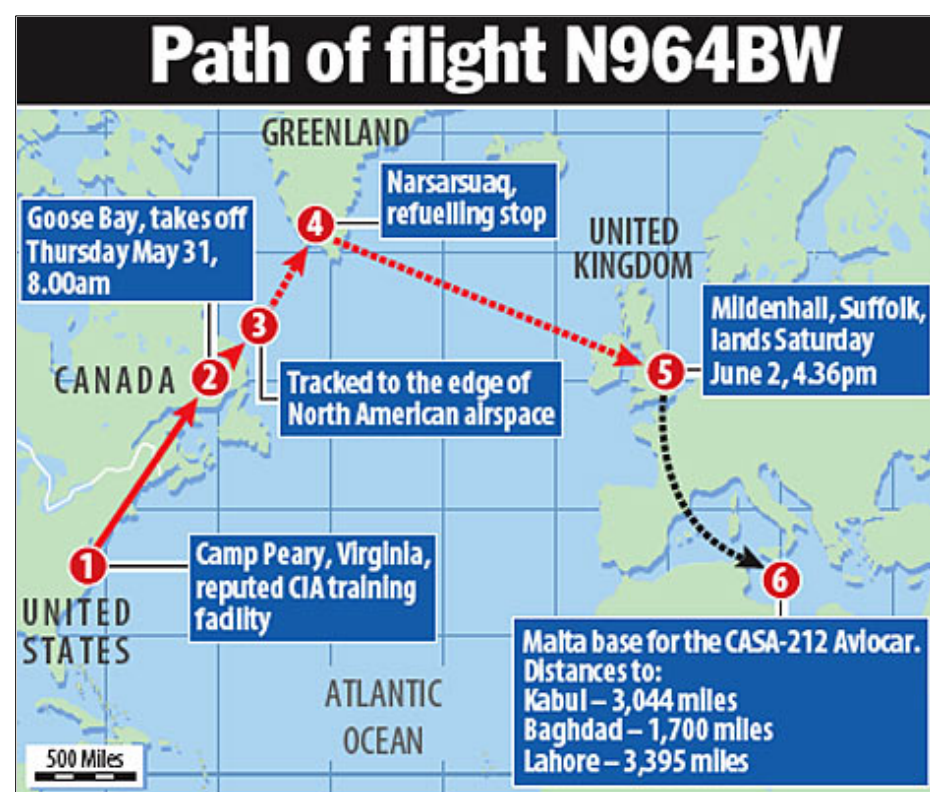 Path of flight N964BW
GREENLAND
Narsarsuaq,
refuelling stop
4
Goose Bay, takes off
Thursday May 31,
8.00am
UNITED
KINGDOM
3
Mildenhall, Suffolk,
lands Saturday
June 2, 4.36pm
CANADA
2
5
Tracked to the edge of
North American airspace
1
Camp Peary, Virginia,
reputed CIA training
facility
6
UNITED
STATES
Malta base for the CASA-212 Aviocar.
Distances to:
Kabul – 3,044 miles
Baghdad – 1,700 miles
Lahore – 3,395 miles
ATLANTIC
OCEAN
500 Miles